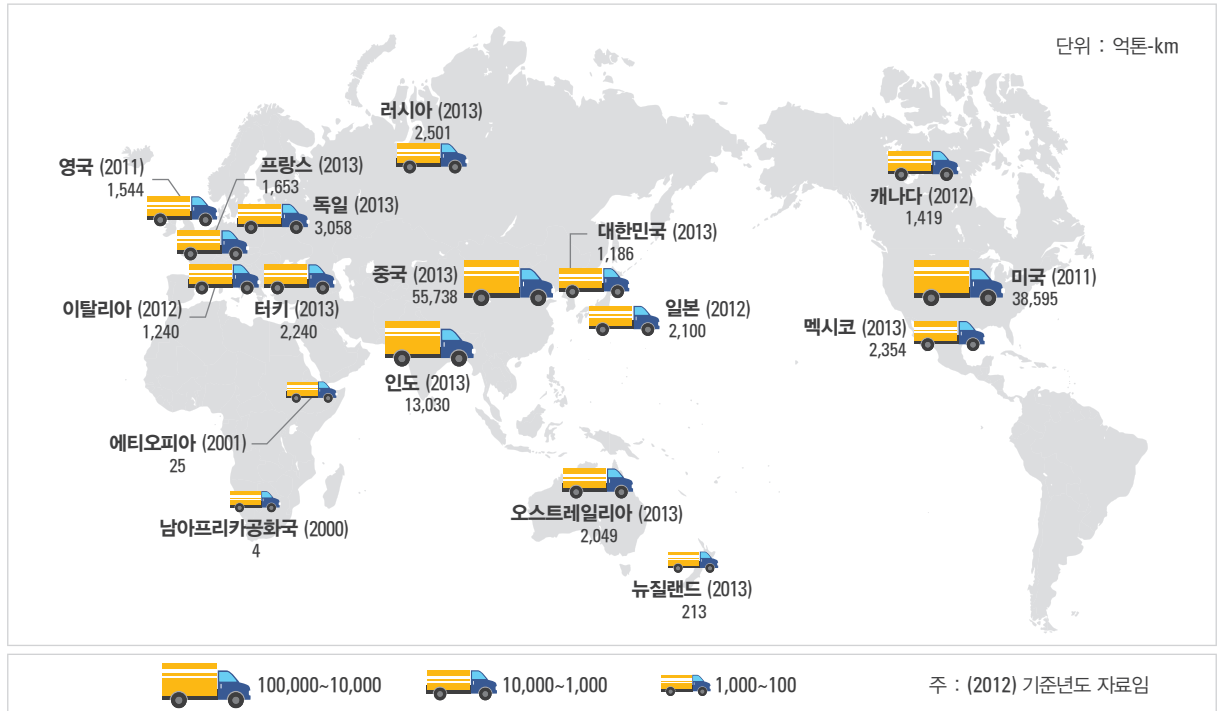 단위 : 억톤-km
러시아 (2013)
2,501
영국 (2011)
1,544
프랑스 (2013)
1,653
독일 (2013)
3,058
캐나다 (2012)
1,419
대한민국 (2013)
1,186
중국 (2013)
55,738
미국 (2011)
38,595
이탈리아 (2012)
1,240
터키 (2013)
2,240
일본 (2012)
2,100
멕시코 (2013)
2,354
인도 (2013)
13,030
에티오피아 (2001)
25
남아프리카공화국 (2000)
4
오스트레일리아 (2013)
2,049
뉴질랜드 (2013)
213
100,000~10,000
10,000~1,000
1,000~100
주 : (2012) 기준년도 자료임